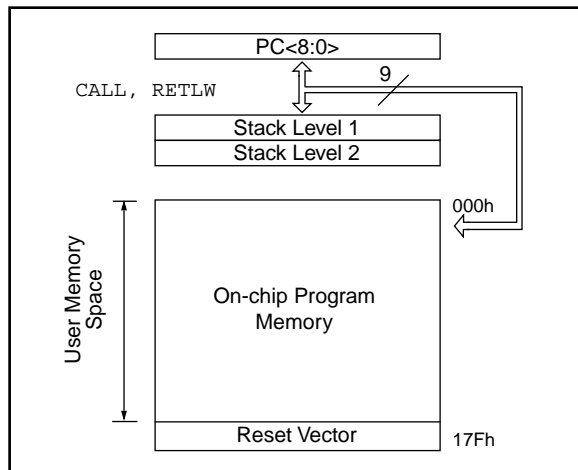 PC<8:0>
9
CALL, RETLW
Stack Level 1
Stack Level 2
000h
User Memory
Space
On-chip Program
Memory
Reset Vector
17Fh